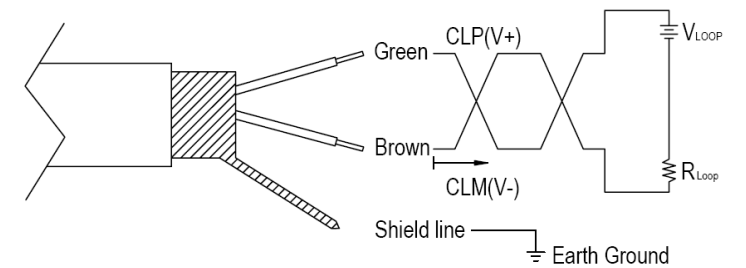 Green
CLP(V+)
VLOOP
Brown
CLM(V-)
RLoop
Shield line
Earth Ground